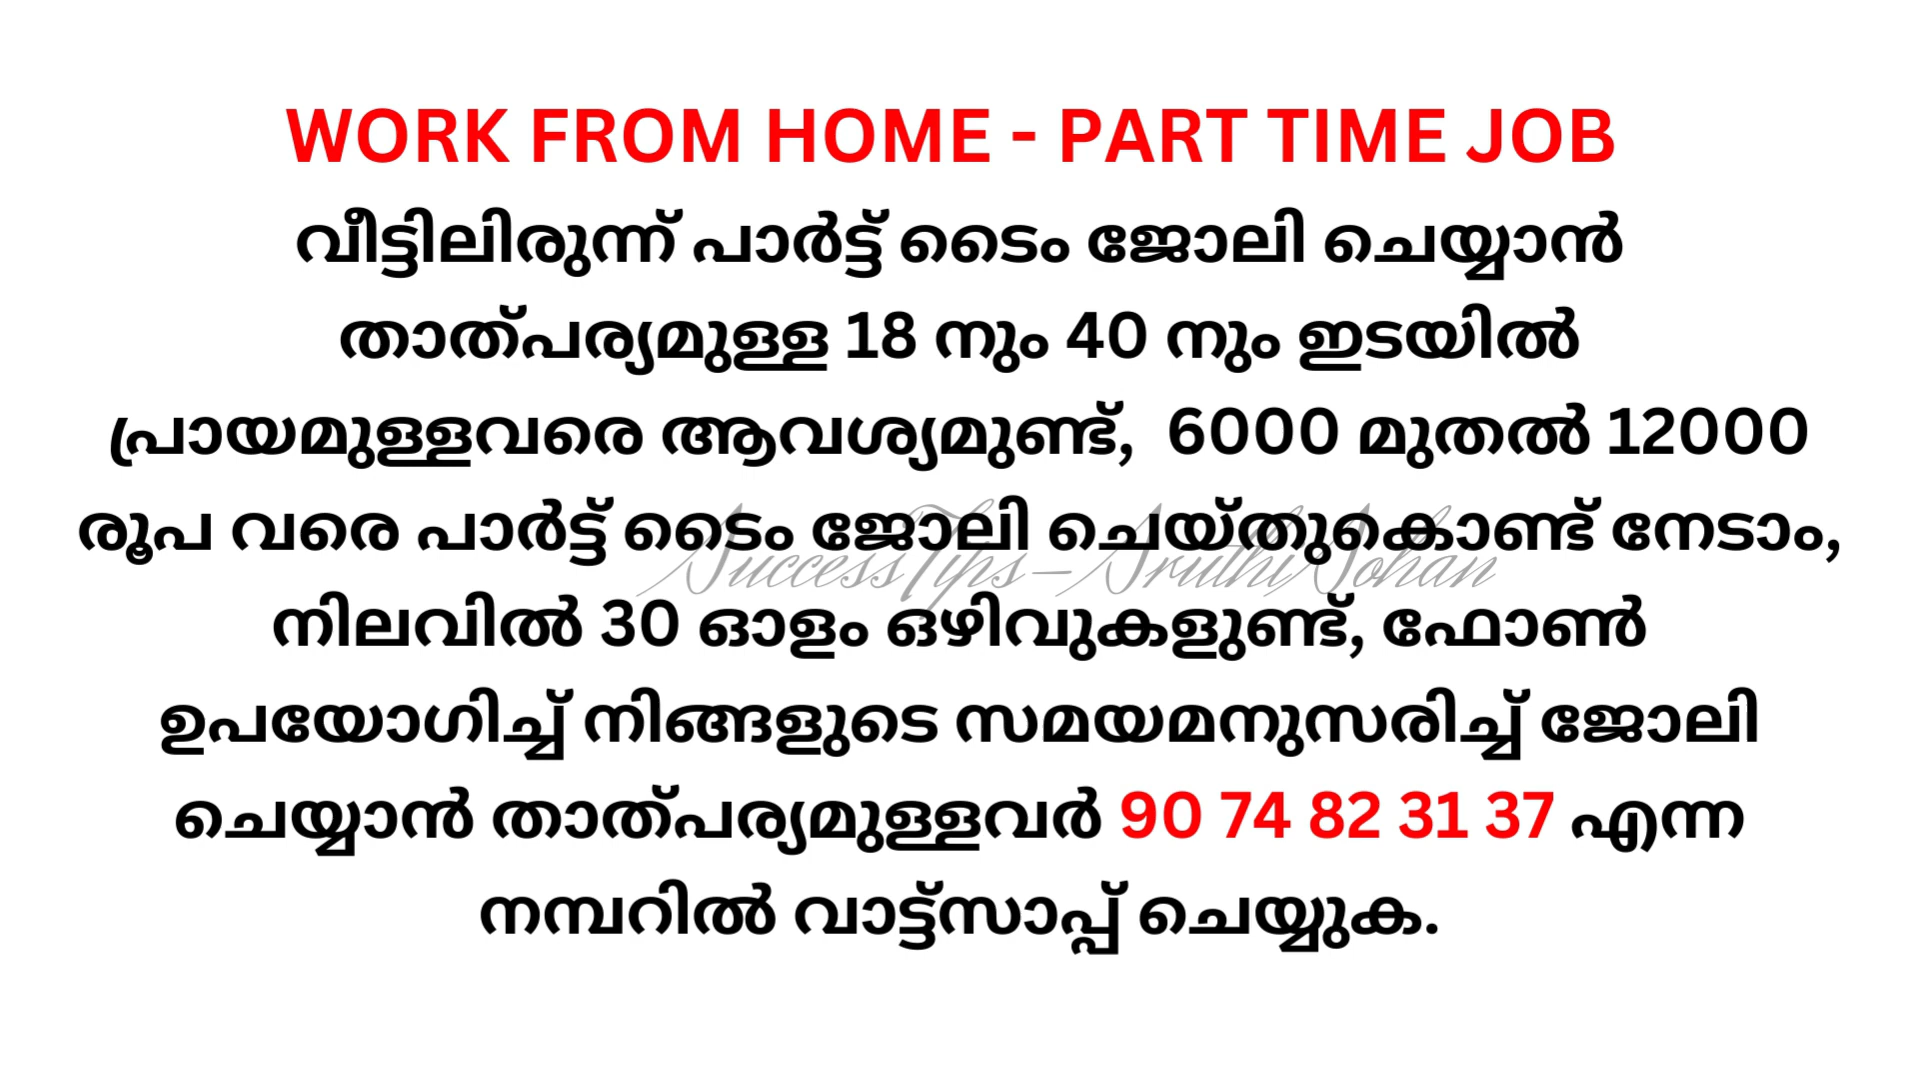 WORK FROM HOME - PART TIME JOB
വീട്ടിലിരുന്ന് പാർട്ട് ടൈം ജോലി ചെയ്യാൻ
താത്പര്യമുള്ള 18 നും 40 നും ഇടയിൽ
പ്രായമുള്ളവരെ ആവശ്യമുണ്ട്, 6000 മുതൽ 12000
രൂപ വരെ പാർട്ട് ടൈം ജോലി ചെയ്തുകൊണ്ട് നേടാം,
SuccessTips-SruthiSohan
നിലവിൽ 30 ഓളം ഒഴിവുകളുണ്ട്, ഫോൺ
ഉപയോഗിച്ച് നിങ്ങളുടെ സമയമനുസരിച്ച് ജോലി
ചെയ്യാൻ താത്പര്യമുള്ളവർ 90 74 82 31 37 എന്ന
നമ്പറിൽ വാട്ട്സാപ്പ് ചെയ്യുക.